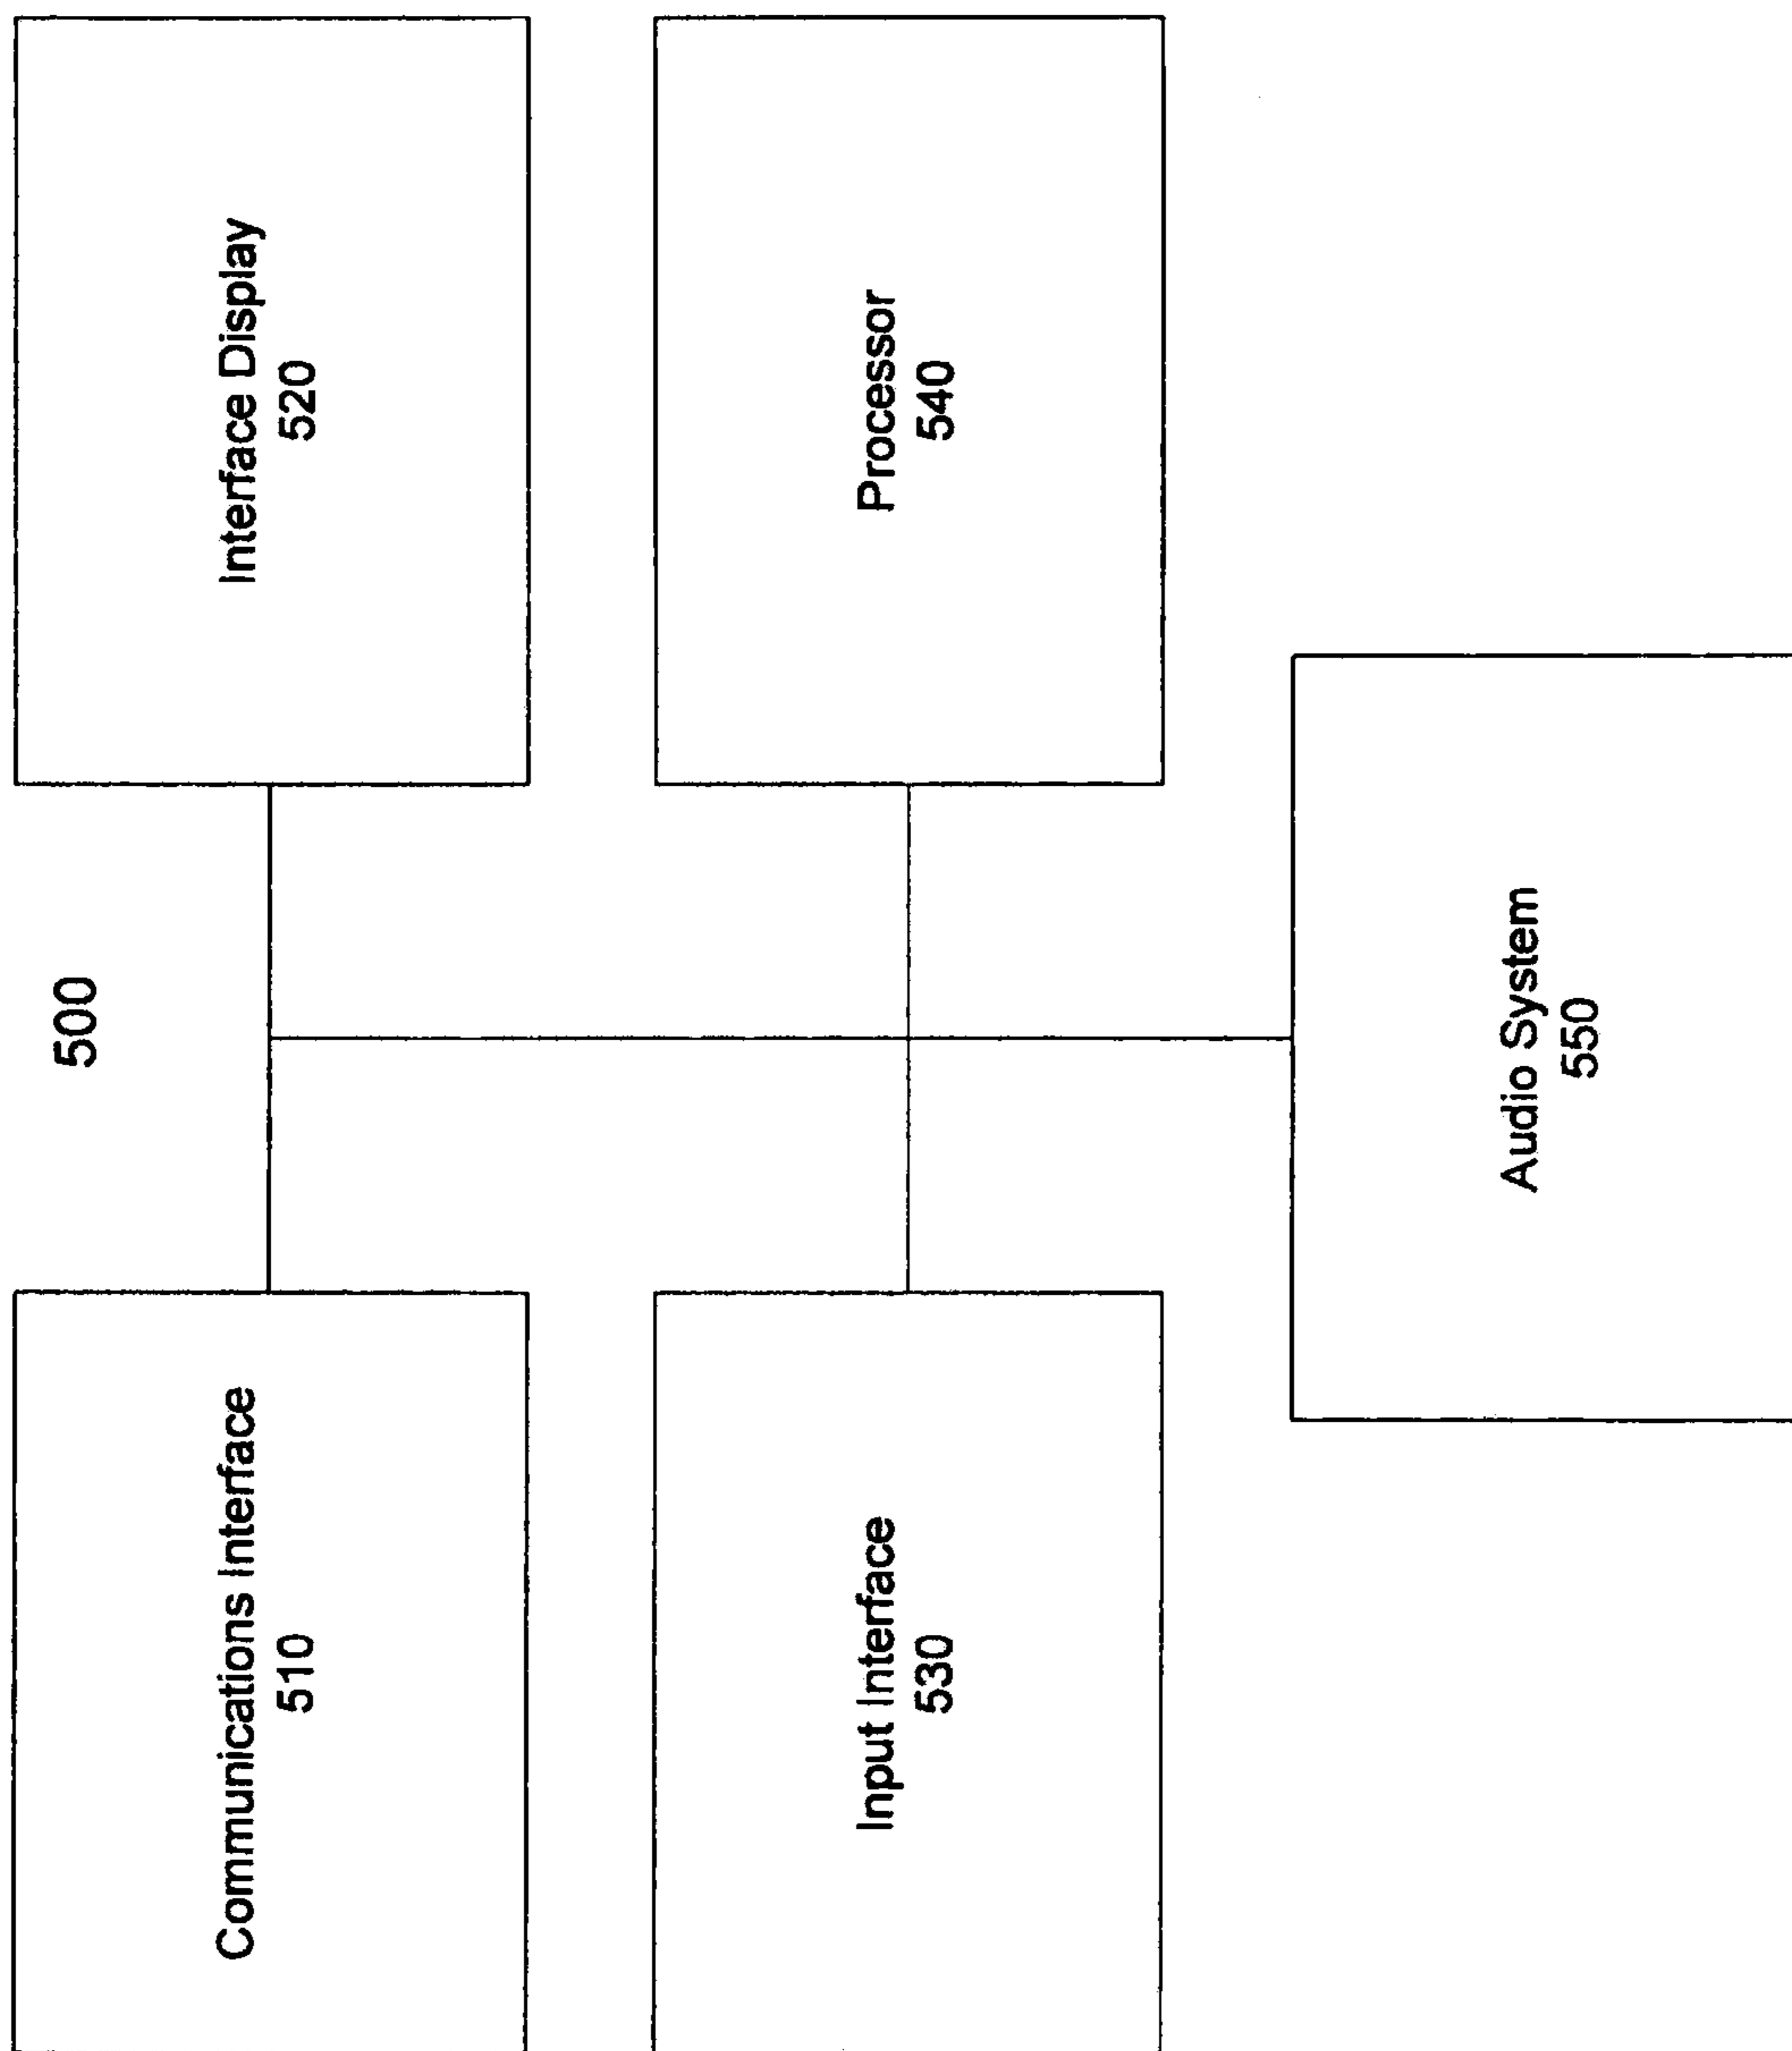 500
Communications Interface
510
Interface Display
520
Input Interface
530
Processor
540
Audio System
550